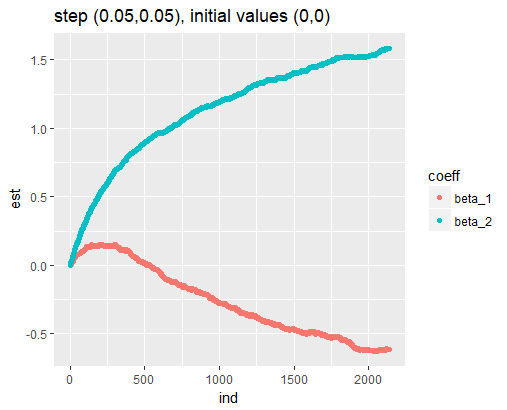 step (0.05,0.05), initial values (0,0)
1.5
1.0
0.5
0.0
-0.5
est
0
500
1000
1500
2000
ind
coeff
beta_1
beta_2